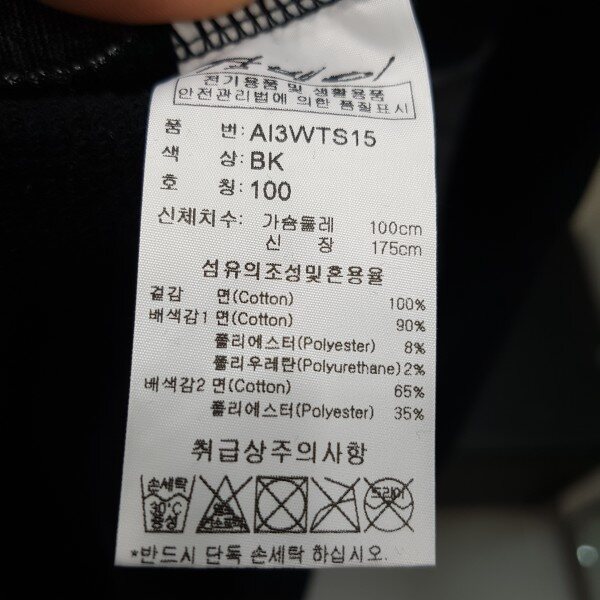 전기용품 및 생활용품
안전관리법에 의한 품질표시
품 번: AI3WTS15
색 상: BK
호 칭: 100
신체치수: 가슴둘레 100cm
신 장 175cm
섬유의조성및혼용율
겉감 면(Cotton) 100%
배색감1 면(Cotton) 90%
폴리에스터(Polyester) 8%
폴리우레탄(Polyurethane) 2%
배색감2 면(Cotton) 65%
폴리에스터(Polyester) 35%
취급상주의사항
손세탁 드라이
30℃
중성
*반드시 단독 손세탁 하십시오.